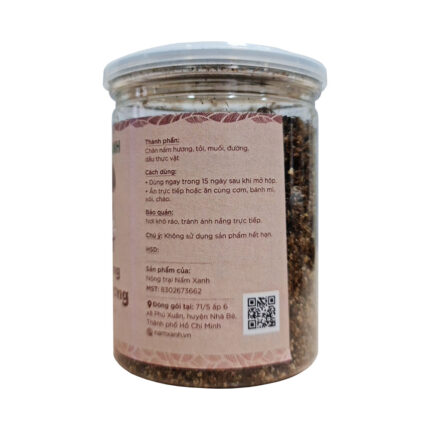 Thành phần:
Chân nấm hương, tỏi, muối, đường,
dầu thực vật
Cách dùng:
• Dùng ngay trong 15 ngày sau khi mở hộp.
• Ăn trực tiếp hoặc ăn cùng cơm, bánh mì,
xôi, cháo.
Bảo quản:
Nơi khô ráo, tránh ánh nắng trực tiếp.
Chú ý: Không sử dụng sản phẩm hết hạn.
HSD:
Sản phẩm của:
Nông trại Nấm Xanh
MST: 8302673662
Đóng gói tại: 71/5 ấp 6
xã Phú Xuân, huyện Nhà Bè,
Thành phố Hồ Chí Minh
namxanh.vn